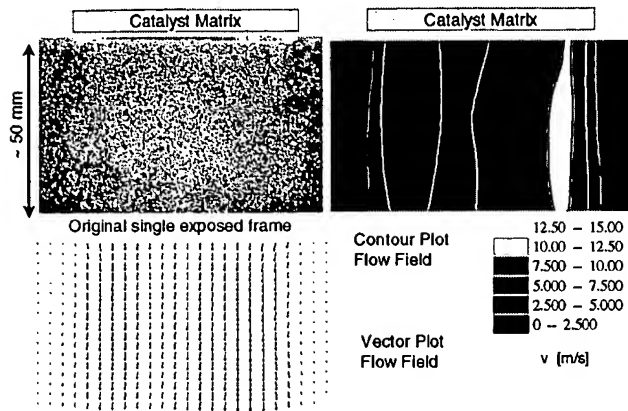 Catalyst Matrix
Catalyst Matrix
~ 50 mm
Original single exposed frame
Contour Plot
Flow Field
12.50 – 15.00
10.00 – 12.50
7.500 – 10.00
5.000 – 7.500
2.500 – 5.000
0 – 2.500
Vector Plot
Flow Field
v [m/s]